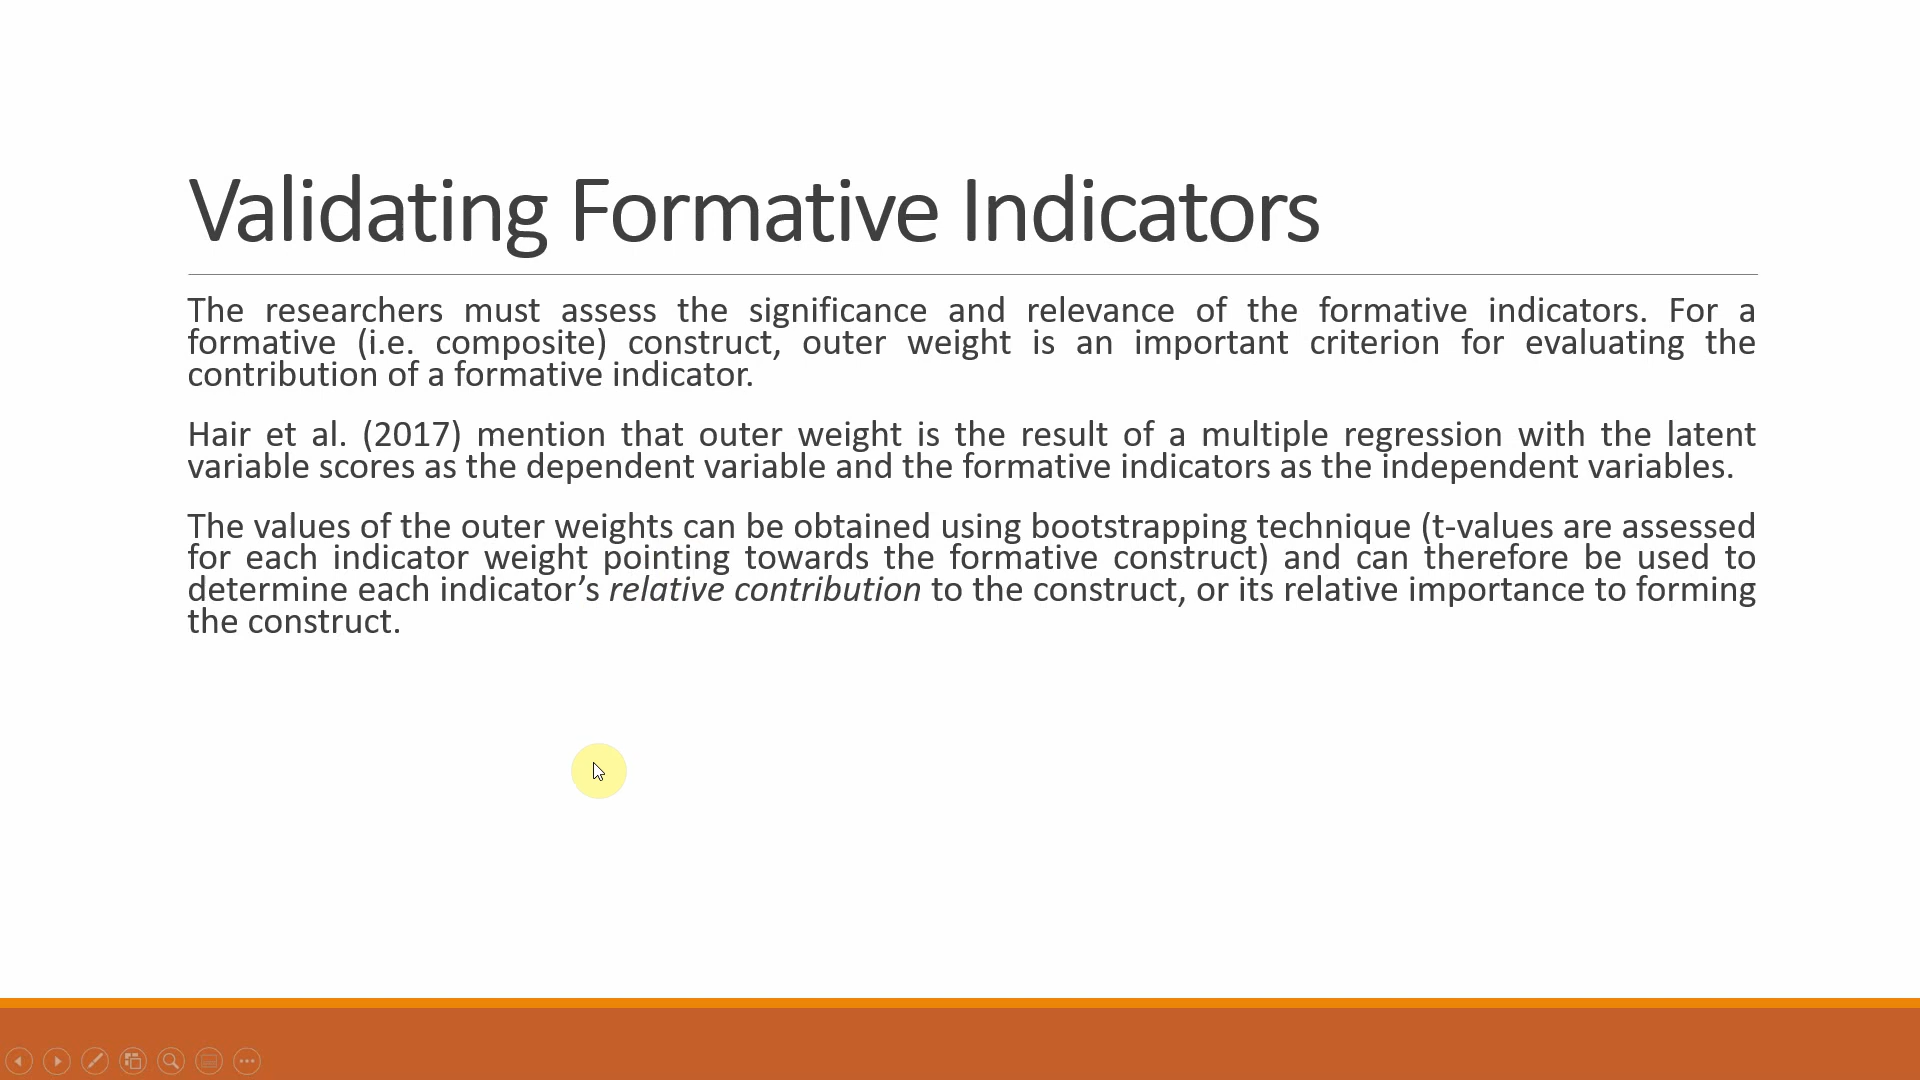 Validating Formative Indicators
The researchers must assess the significance and relevance of the formative indicators. For a
formative (i.e. composite) construct, outer weight is an important criterion for evaluating the
contribution of a formative indicator.
Hair et al. (2017) mention that outer weight is the result of a multiple regression with the latent
variable scores as the dependent variable and the formative indicators as the independent variables.
The values of the outer weights can be obtained using bootstrapping technique (t-values are assessed
for each indicator weight pointing towards the formative construct) and can therefore be used to
determine each indicator’s relative contribution to the construct, or its relative importance to forming
the construct.